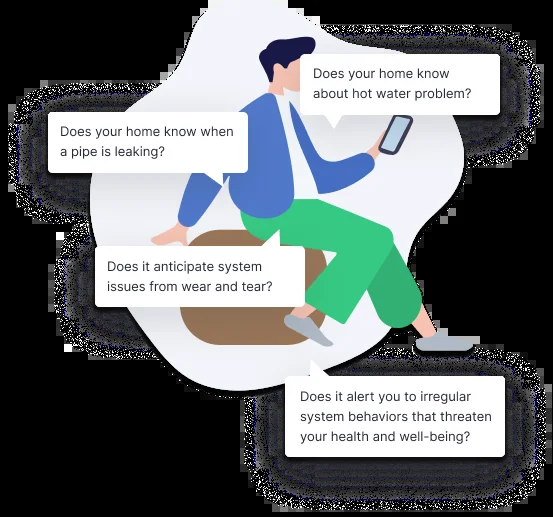 Does your home know
about hot water problem?
Does your home know when
a pipe is leaking?
Does it anticipate system
issues from wear and tear?
Does it alert you to irregular
system behaviors that threaten
your health and well-being?